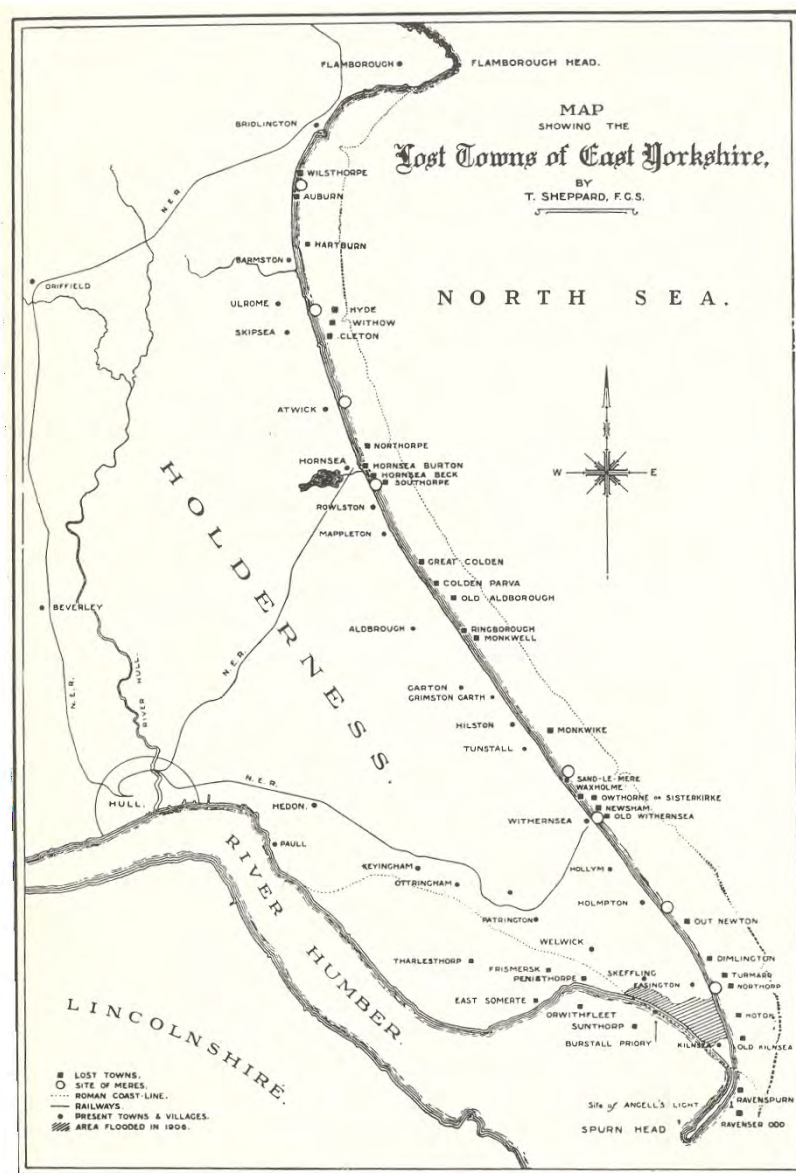 FLAMBOROUGH
FLAMBOROUGH HEAD.
MAP
SHOWING THE
Lost Towns of East Yorkshire,
BY
T. SHEPPARD, F.G.S.
BRIDLINGTON
WILSTHORPE
AUBURN
N.E.R.
HARTBURN
BARMSTON
DRIFFIELD
NORTH SEA.
ULROME
HYDE
WITHOW
SKIPSEA
CLETON
ATWICK
NORTHORPE
HORNSEA
HORNSEA BURTON
HORNSEA BECK
SOUTHORPE
W
E
ROWLSTON
MAPPLETON
HOLDERNESS.
GREAT COLDEN
COLDEN PARVA
OLD ALDBOROUGH
BEVERLEY
ALDBROUGH
RINGBOROUGH
MONKWELL
N.E.R.
RIVER HULL.
N.E.R.
GARTON
GRIMSTON GARTH
HILSTON
MONKWIKE
TUNSTALL
N.E.R.
SAND-LE-MERE
WAXHOLME
HULL.
HEDON.
OWTHORNE OR SISTERKIRKE
NEWSHAM.
OLD WITHERNSEA
WITHERNSEA
PAULL
KEYINGHAM
OTTRINGHAM
HOLLYM
HOLMPTON
PATRINGTON
OUT NEWTON
RIVER HUMBER.
WELWICK
THARLESTHORP
DIMLINGTON
FRISMERSK
PENISTHORPE
SKEFFLING
EASINGTON
TURMARR
NORTHORP
EAST SOMERTE
ORWITHFLEET
SUNTHORP
HOTON
BURSTALL PRIORY
KILNSEA
OLD KILNSEA
LINCOLNSHIRE.
Site of ANGELL'S LIGHT
RAVENSPURN
SPURN HEAD
RAVENSER ODD
LOST TOWNS.
SITE OF MERES.
ROMAN COAST-LINE.
RAILWAYS.
PRESENT TOWNS & VILLAGES.
AREA FLOODED IN 1906.